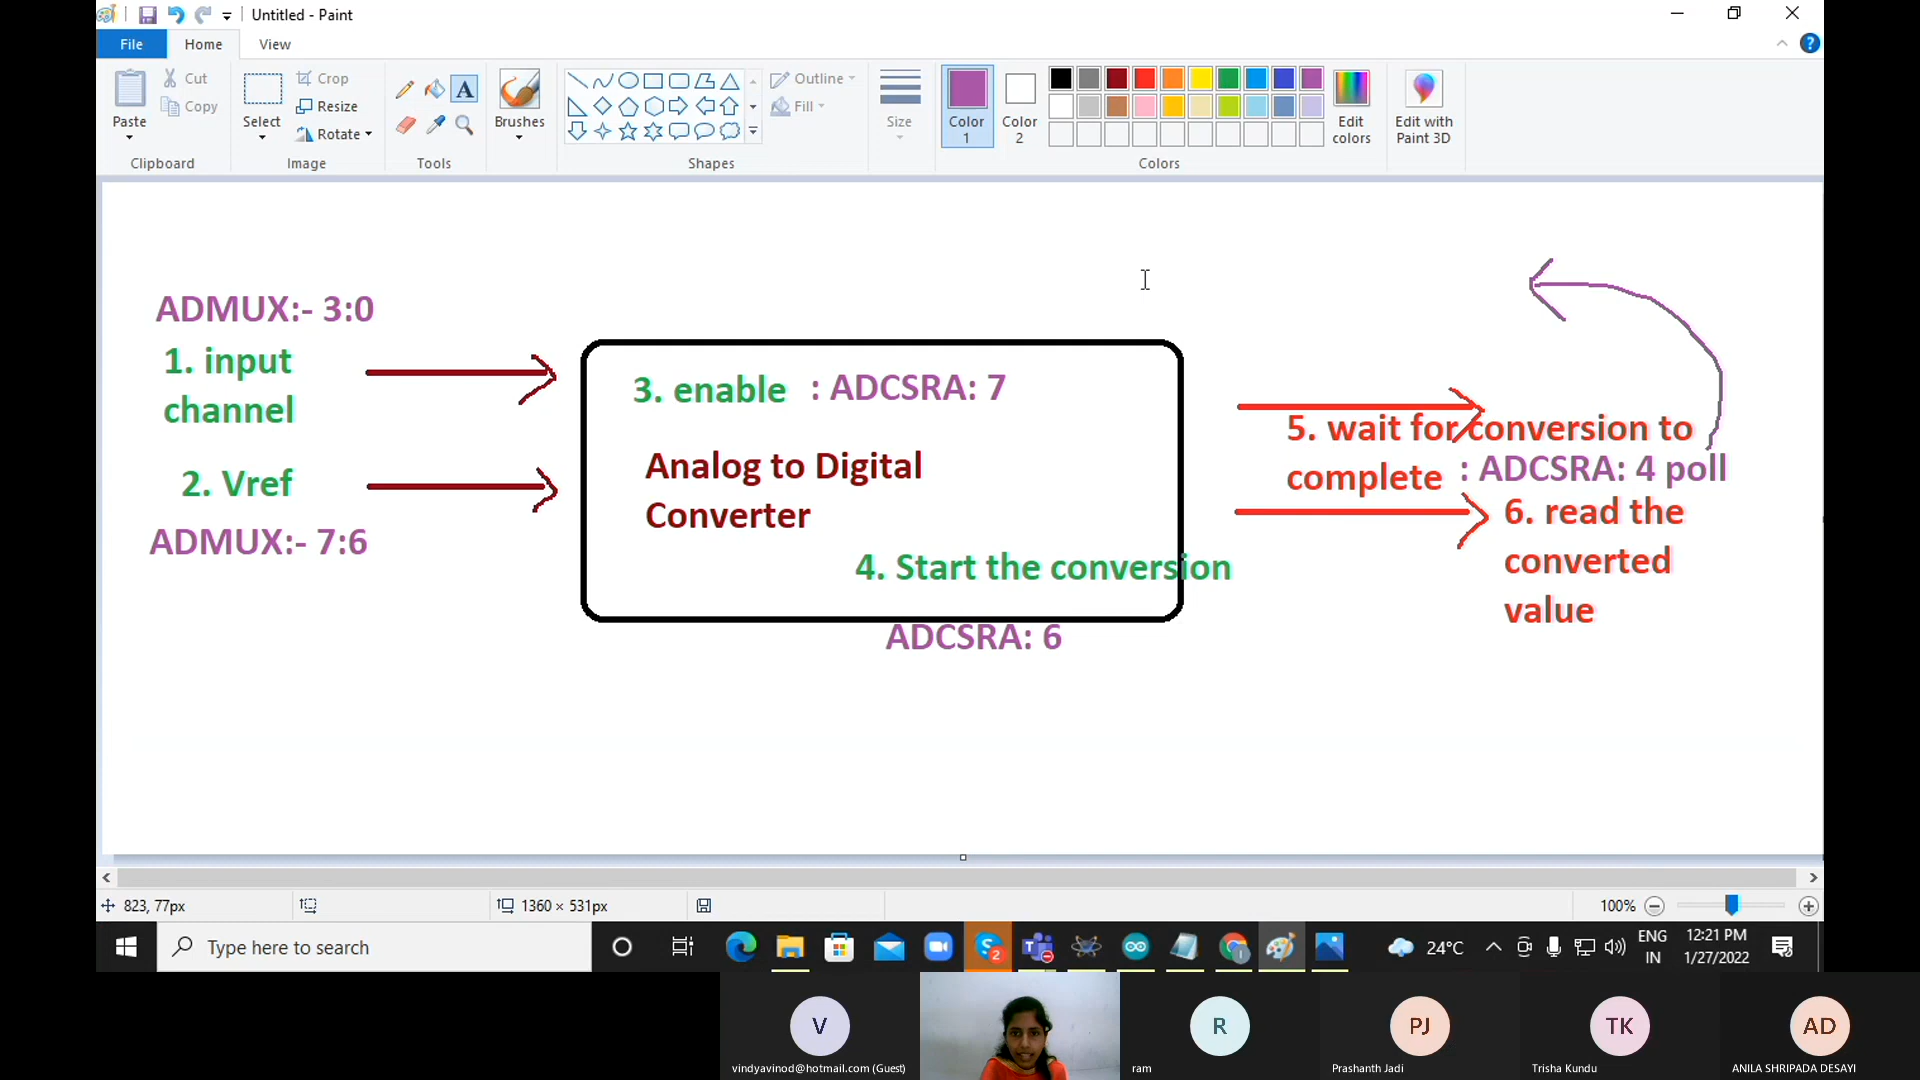 Untitled - Paint
File Home View
Paste
Cut
Copy
Clipboard
Select
Crop
Resize
Rotate
Image
A
Tools
Brushes
Shapes
Outline
Fill
Size
Color 1
Color 2
Colors
Edit colors
Edit with Paint 3D
ADMUX:- 3:0
1. input
channel
2. Vref
ADMUX:- 7:6
3. enable : ADCSRA: 7
Analog to Digital
Converter
4. Start the conversion
ADCSRA: 6
5. wait for conversion to
complete : ADCSRA: 4 poll
6. read the
converted
value
823, 77px
1360 × 531px
100%
Type here to search
2
24°C
ENG
IN
12:21 PM
1/27/2022
V
vindyavinod@hotmail.com (Guest)
R
ram
PJ
Prashanth Jadi
TK
Trisha Kundu
AD
ANILA SHRIPADA DESAYI